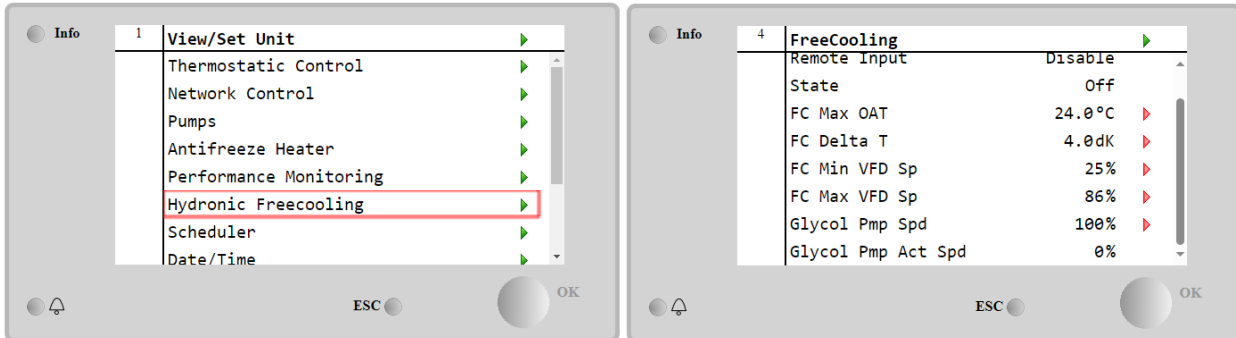 Info
1 View/Set Unit
Thermostatic Control
Network Control
Pumps
Antifreeze Heater
Performance Monitoring
Hydronic Freecooling
Scheduler
Date/Time
ESC
OK
Info
4 FreeCooling
Remote Input Disable
State Off
FC Max OAT 24.0°C
FC Delta T 4.0dK
FC Min VFD Sp 25%
FC Max VFD Sp 86%
Glycol Pmp Spd 100%
Glycol Pmp Act Spd 0%
ESC
OK